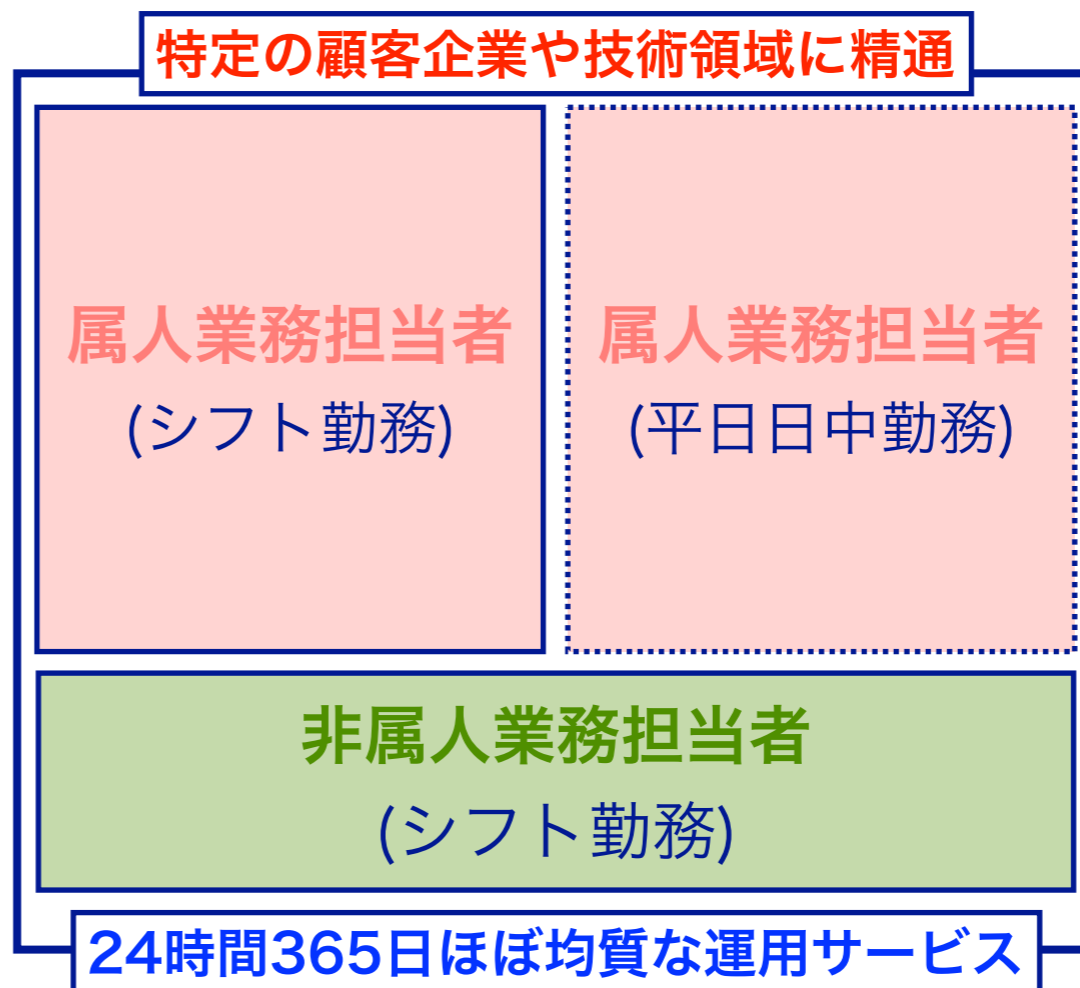 特定の顧客企業や技術領域に精通
属人業務担当者
(シフト勤務)
属人業務担当者
(平日日中勤務)
非属人業務担当者
(シフト勤務)
24時間365日ほぼ均質な運用サービス